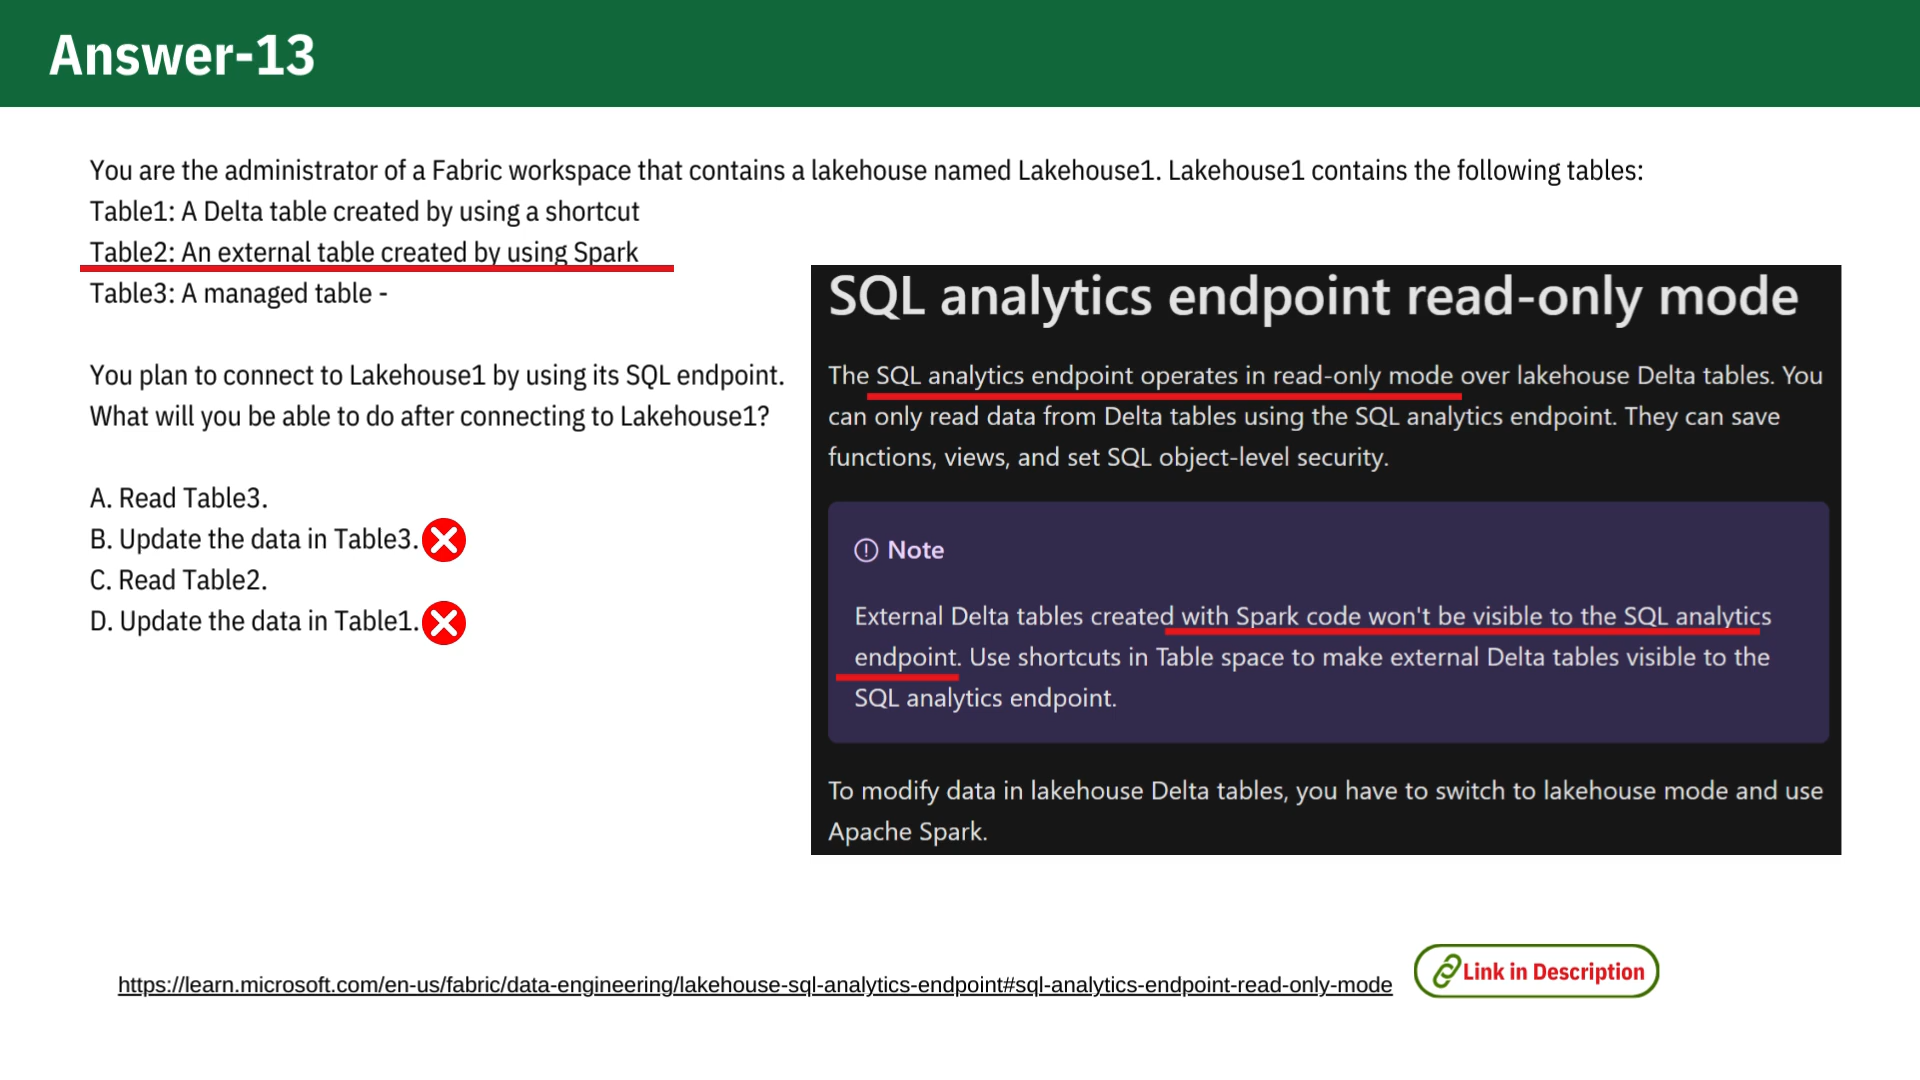 Answer-13
You are the administrator of a Fabric workspace that contains a lakehouse named Lakehouse1. Lakehouse1 contains the following tables:
Table1: A Delta table created by using a shortcut
Table2: An external table created by using Spark
Table3: A managed table -
You plan to connect to Lakehouse1 by using its SQL endpoint.
What will you be able to do after connecting to Lakehouse1?
A. Read Table3.
B. Update the data in Table3.
C. Read Table2.
D. Update the data in Table1.
SQL analytics endpoint read-only mode
The SQL analytics endpoint operates in read-only mode over lakehouse Delta tables. You
can only read data from Delta tables using the SQL analytics endpoint. They can save
functions, views, and set SQL object-level security.
Note
External Delta tables created with Spark code won't be visible to the SQL analytics
endpoint. Use shortcuts in Table space to make external Delta tables visible to the
SQL analytics endpoint.
To modify data in lakehouse Delta tables, you have to switch to lakehouse mode and use
Apache Spark.
https://learn.microsoft.com/en-us/fabric/data-engineering/lakehouse-sql-analytics-endpoint#sql-analytics-endpoint-read-only-mode
Link in Description